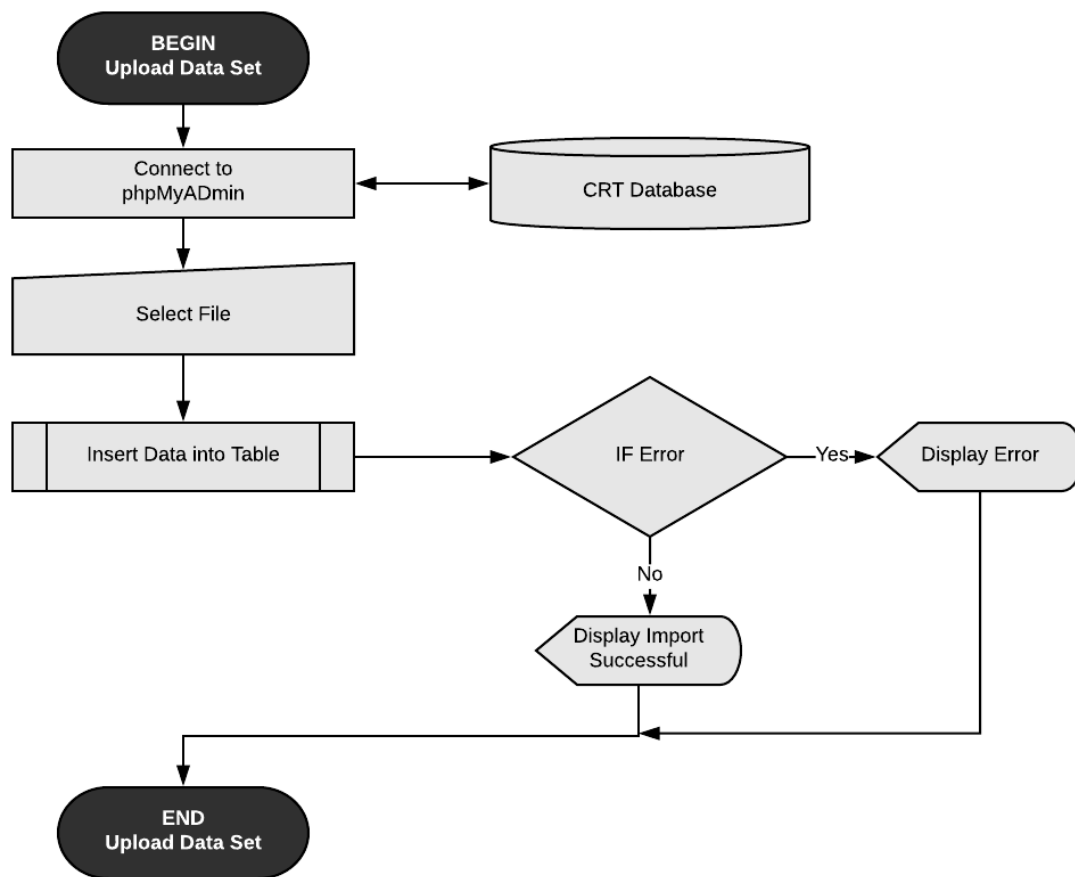 BEGIN
Upload Data Set
Connect to
phpMyADmin
CRT Database
Select File
Insert Data into Table
IF Error
Yes
Display Error
No
Display Import
Successful
END
Upload Data Set